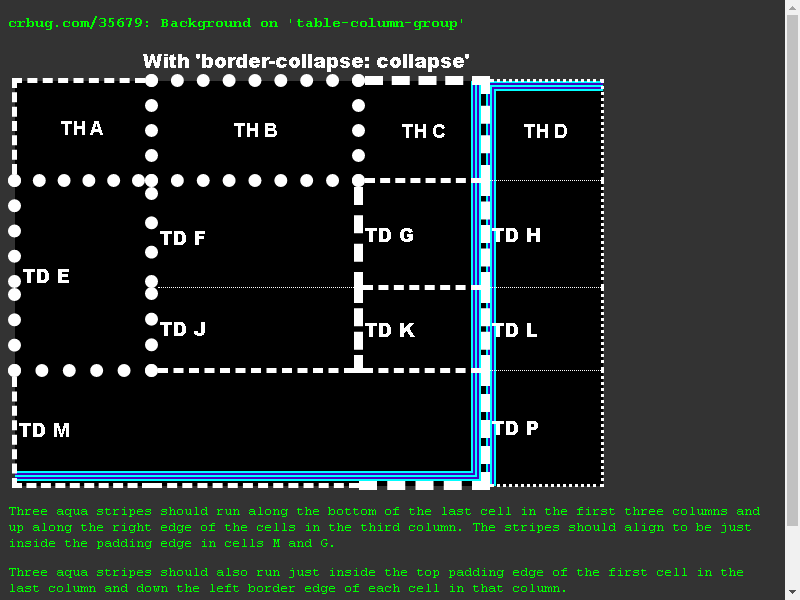 crbug.com/35679: Background on 'table-column-group'
With 'border-collapse: collapse'
TH A
TH B
TH C
TH D
TD E
TD F
TD G
TD H
TD J
TD K
TD L
TD M
TD P
Three aqua stripes should run along the bottom of the last cell in the first three columns and
up along the right edge of the cells in the third column. The stripes should align to be just
inside the padding edge in cells M and G.
Three aqua stripes should also run just inside the top padding edge of the first cell in the
last column and down the left border edge of each cell in that column.